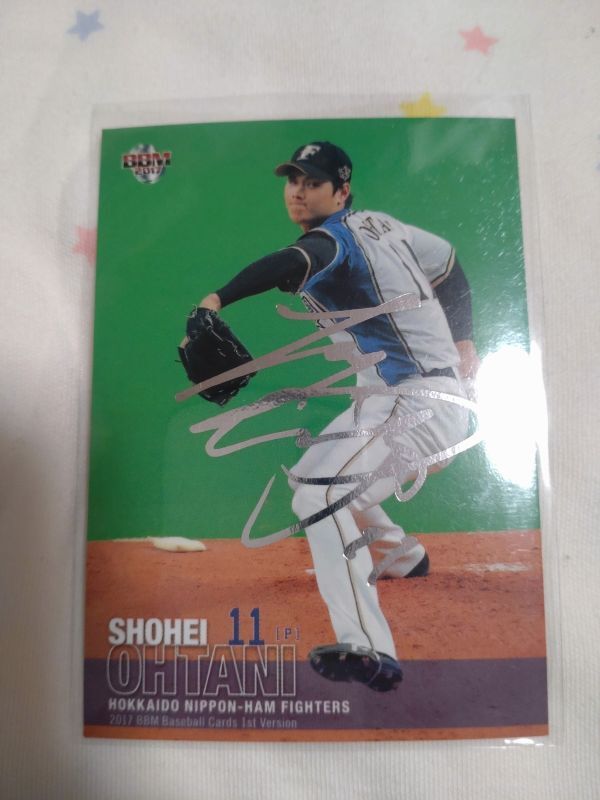 BBM
2017
F
SHOHEI 11 [P]
OHTANI
HOKKAIDO NIPPON-HAM FIGHTERS
2017 BBM Baseball Cards 1st Version